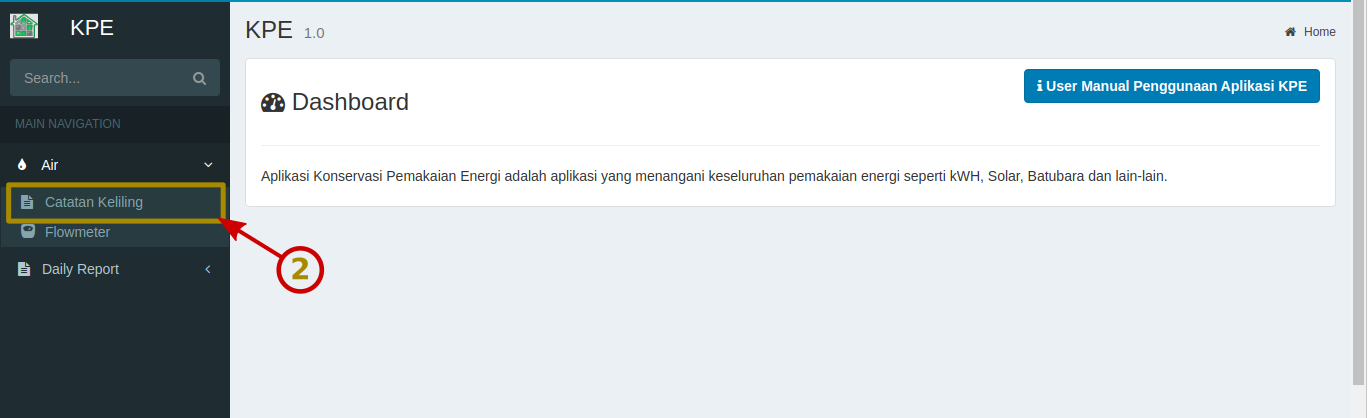 KPE
Search...
MAIN NAVIGATION
Air
Catatan Keliling
Flowmeter
Daily Report
2
KPE 1.0
Home
Dashboard
User Manual Penggunaan Aplikasi KPE
Aplikasi Konservasi Pemakaian Energi adalah aplikasi yang menangani keseluruhan pemakaian energi seperti kWH, Solar, Batubara dan lain-lain.